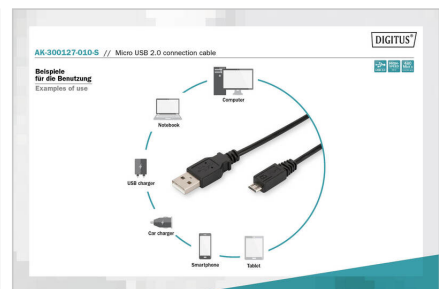 DIGITUS®
AK-300127-010-S // Micro USB 2.0 connection cable
Beispiele
für die Benutzung
Examples of use
Computer
Notebook
USB charger
Car charger
Smartphone
Tablet